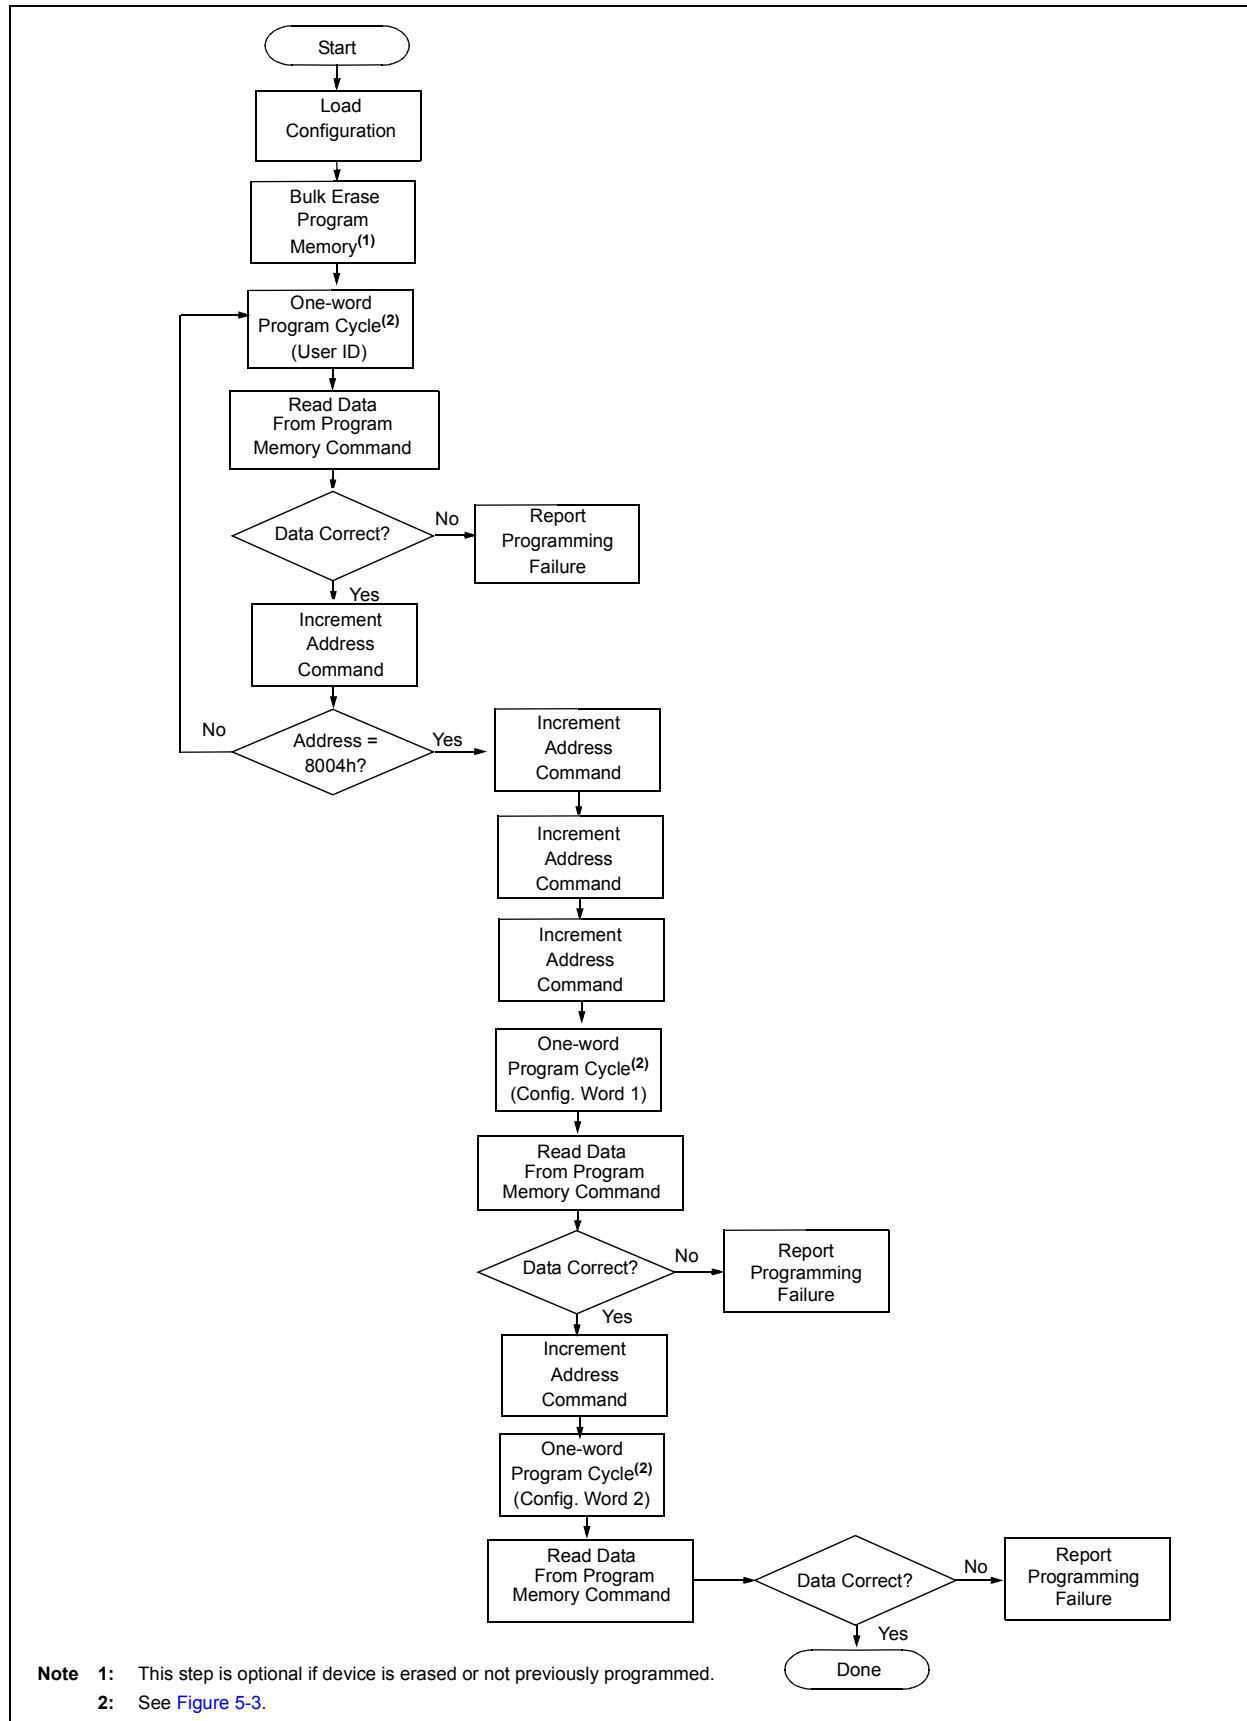 Start
Load
Configuration
Bulk Erase
Program
Memory(1)
One-word
Program Cycle(2)
(User ID)
Read Data
From Program
Memory Command
Data Correct?
No
Report
Programming
Failure
Yes
Increment
Address
Command
No
Address =
8004h?
Yes
Increment
Address
Command
Increment
Address
Command
Increment
Address
Command
One-word
Program Cycle(2)
(Config. Word 1)
Read Data
From Program
Memory Command
Data Correct?
No
Report
Programming
Failure
Yes
Increment
Address
Command
One-word
Program Cycle(2)
(Config. Word 2)
Read Data
From Program
Memory Command
Data Correct?
No
Report
Programming
Failure
Yes
Done
Note 1: This step is optional if device is erased or not previously programmed.
2: See Figure 5-3.